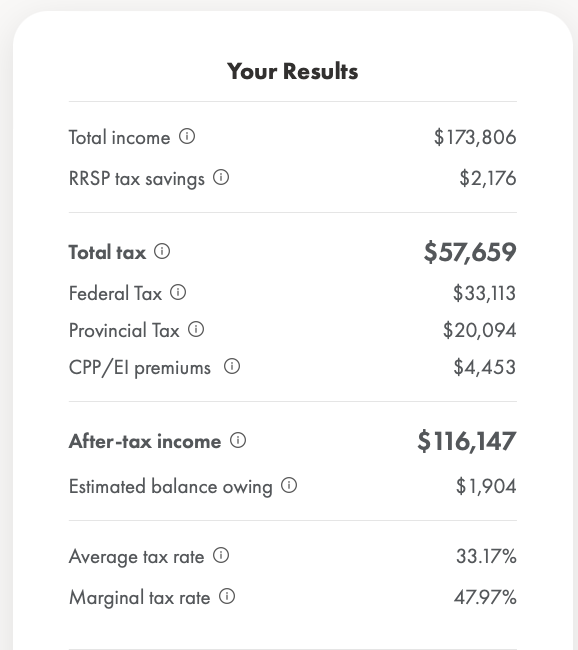 Your Results
Total income ⓘ $173,806
RRSP tax savings ⓘ $2,176
Total tax ⓘ $57,659
Federal Tax ⓘ $33,113
Provincial Tax ⓘ $20,094
CPP/EI premiums ⓘ $4,453
After-tax income ⓘ $116,147
Estimated balance owing ⓘ $1,904
Average tax rate ⓘ 33.17%
Marginal tax rate ⓘ 47.97%